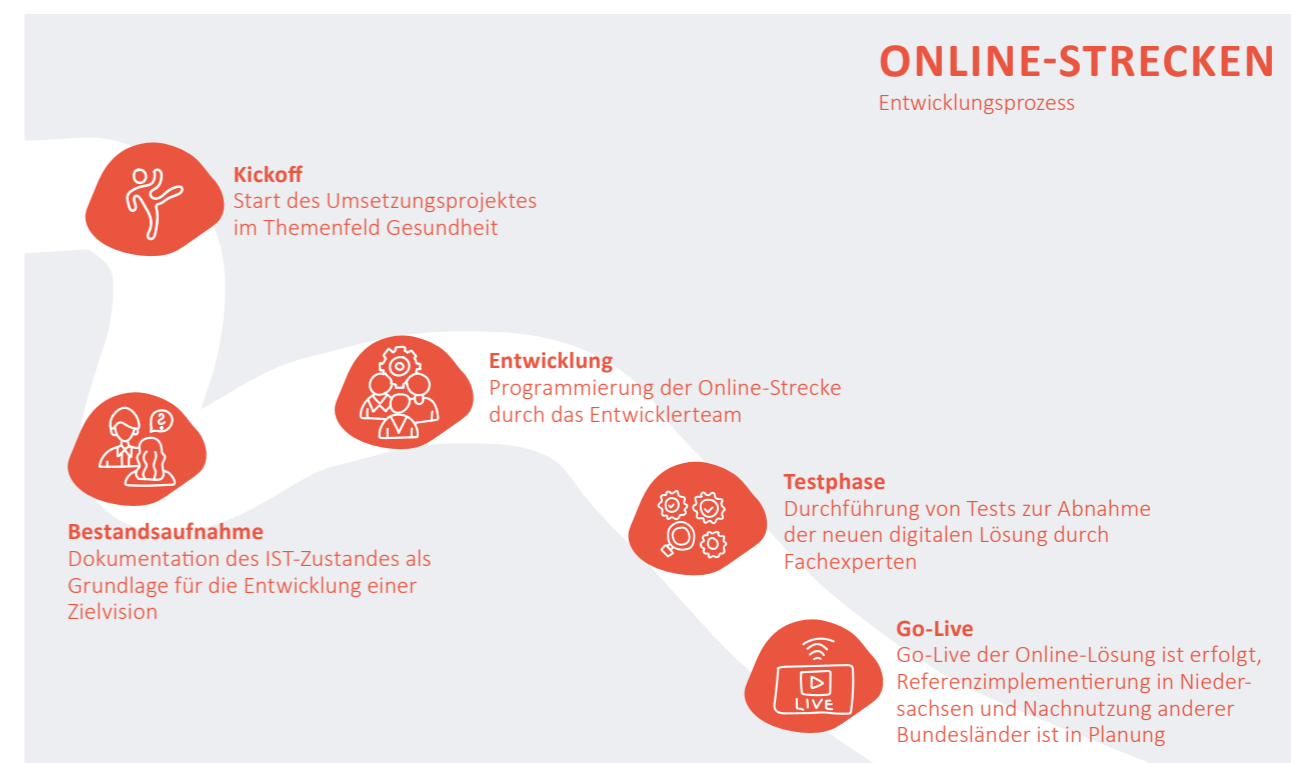 ONLINE-STRECKEN
Entwicklungsprozess
Kickoff
Start des Umsetzungsprojektes
im Themenfeld Gesundheit
Bestandsaufnahme
Dokumentation des IST-Zustandes als
Grundlage für die Entwicklung einer
Zielvision
Entwicklung
Programmierung der Online-Strecke
durch das Entwicklerteam
Testphase
Durchführung von Tests zur Abnahme
der neuen digitalen Lösung durch
Fachexperten
Go-Live
Go-Live der Online-Lösung ist erfolgt,
Referenzimplementierung in Nieder-
sachsen und Nachnutzung anderer
Bundesländer ist in Planung
LIVE